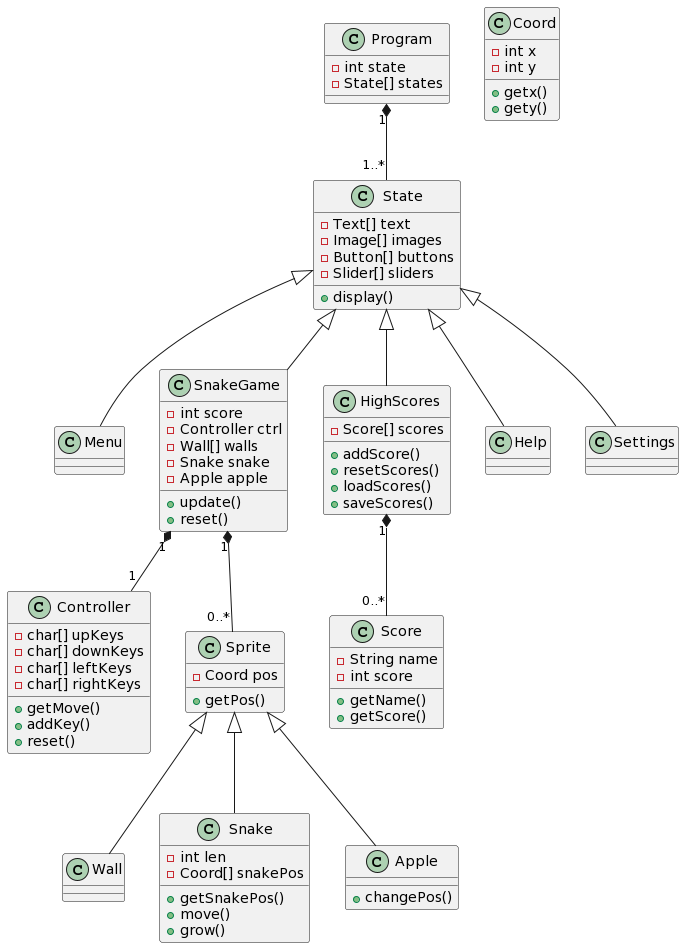 C Program
int state
State[] states
C Coord
int x
int y
getx()
gety()
1
1..*
C State
Text[] text
Image[] images
Button[] buttons
Slider[] sliders
display()
C Menu
C SnakeGame
int score
Controller ctrl
Wall[] walls
Snake snake
Apple apple
update()
reset()
C HighScores
Score[] scores
addScore()
resetScores()
loadScores()
saveScores()
C Help
C Settings
1
1
1
1
0..*
0..*
C Controller
char[] upKeys
char[] downKeys
char[] leftKeys
char[] rightKeys
getMove()
addKey()
reset()
C Sprite
Coord pos
getPos()
C Score
String name
int score
getName()
getScore()
C Wall
C Snake
int len
Coord[] snakePos
getSnakePos()
move()
grow()
C Apple
changePos()